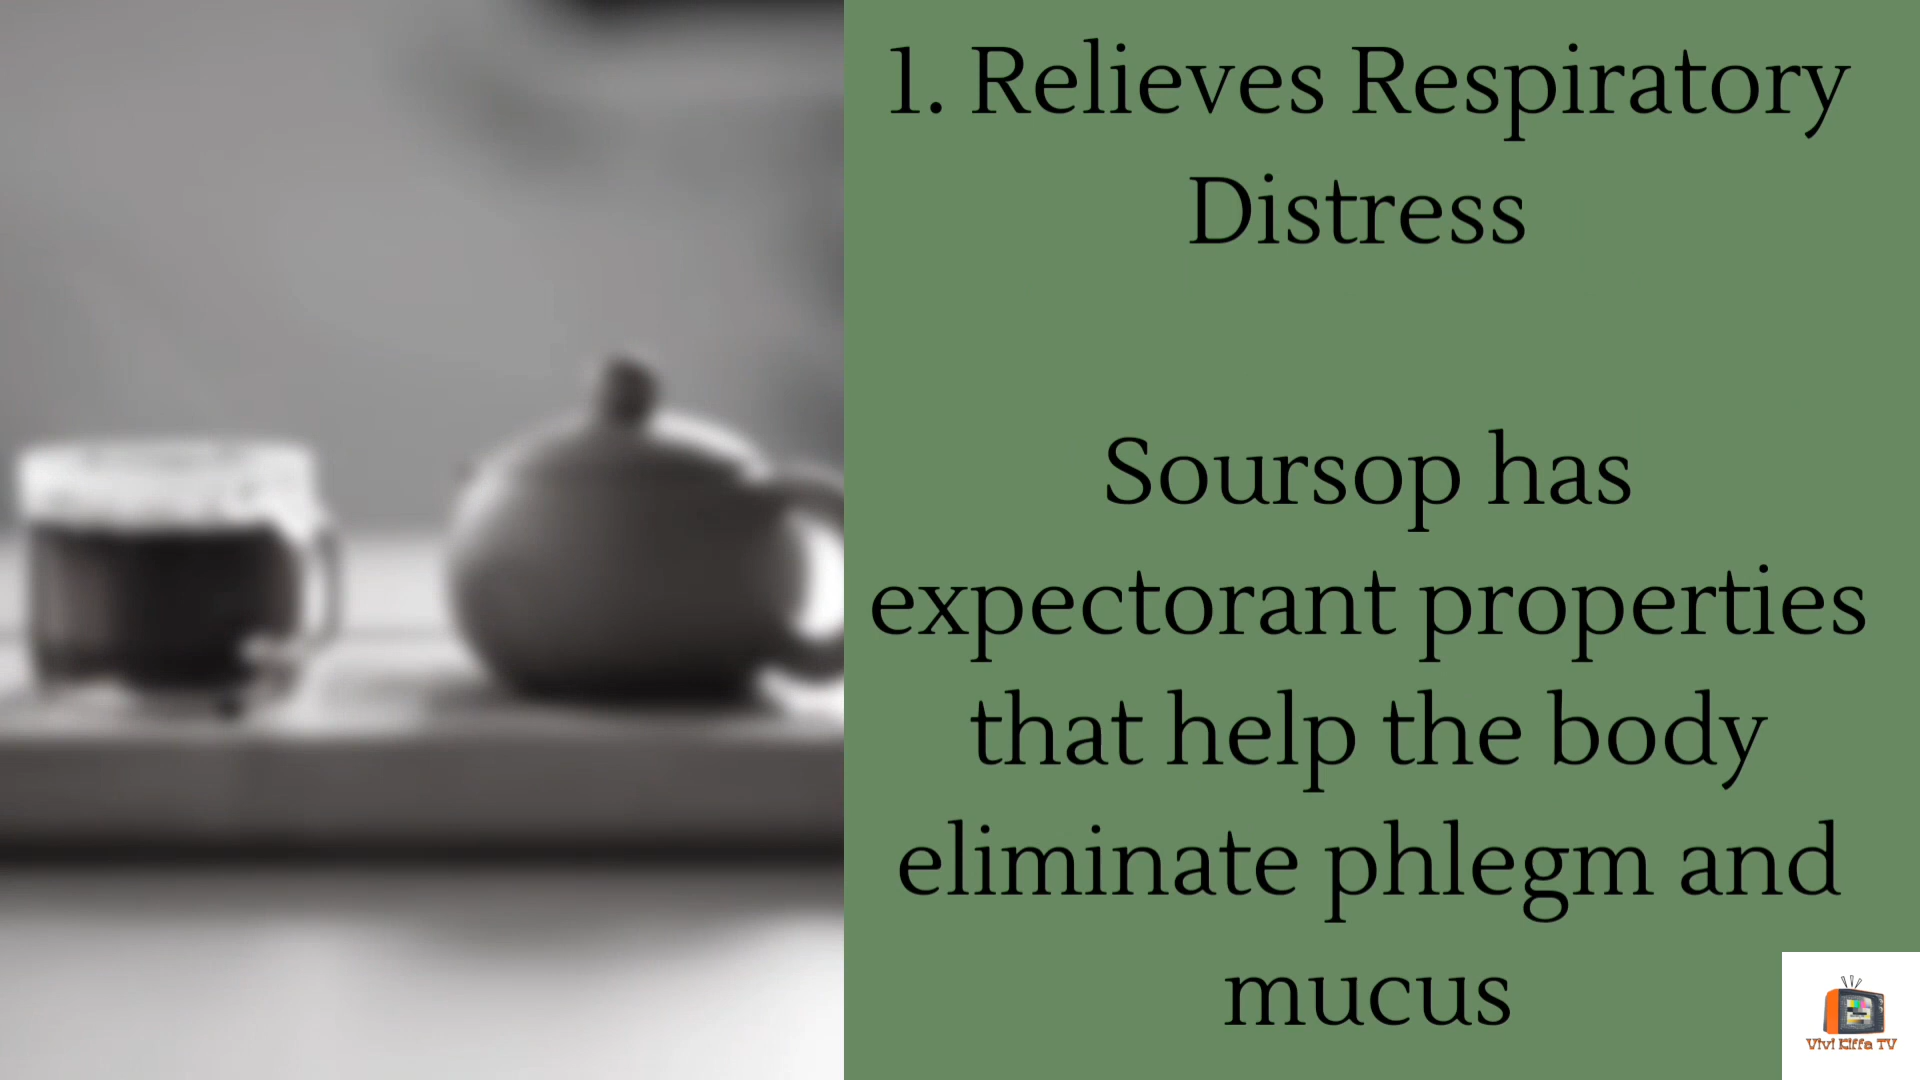 1. Relieves Respiratory
Distress
Soursop has
expectorant properties
that help the body
eliminate phlegm and
mucus
Vivi Kiffa TV